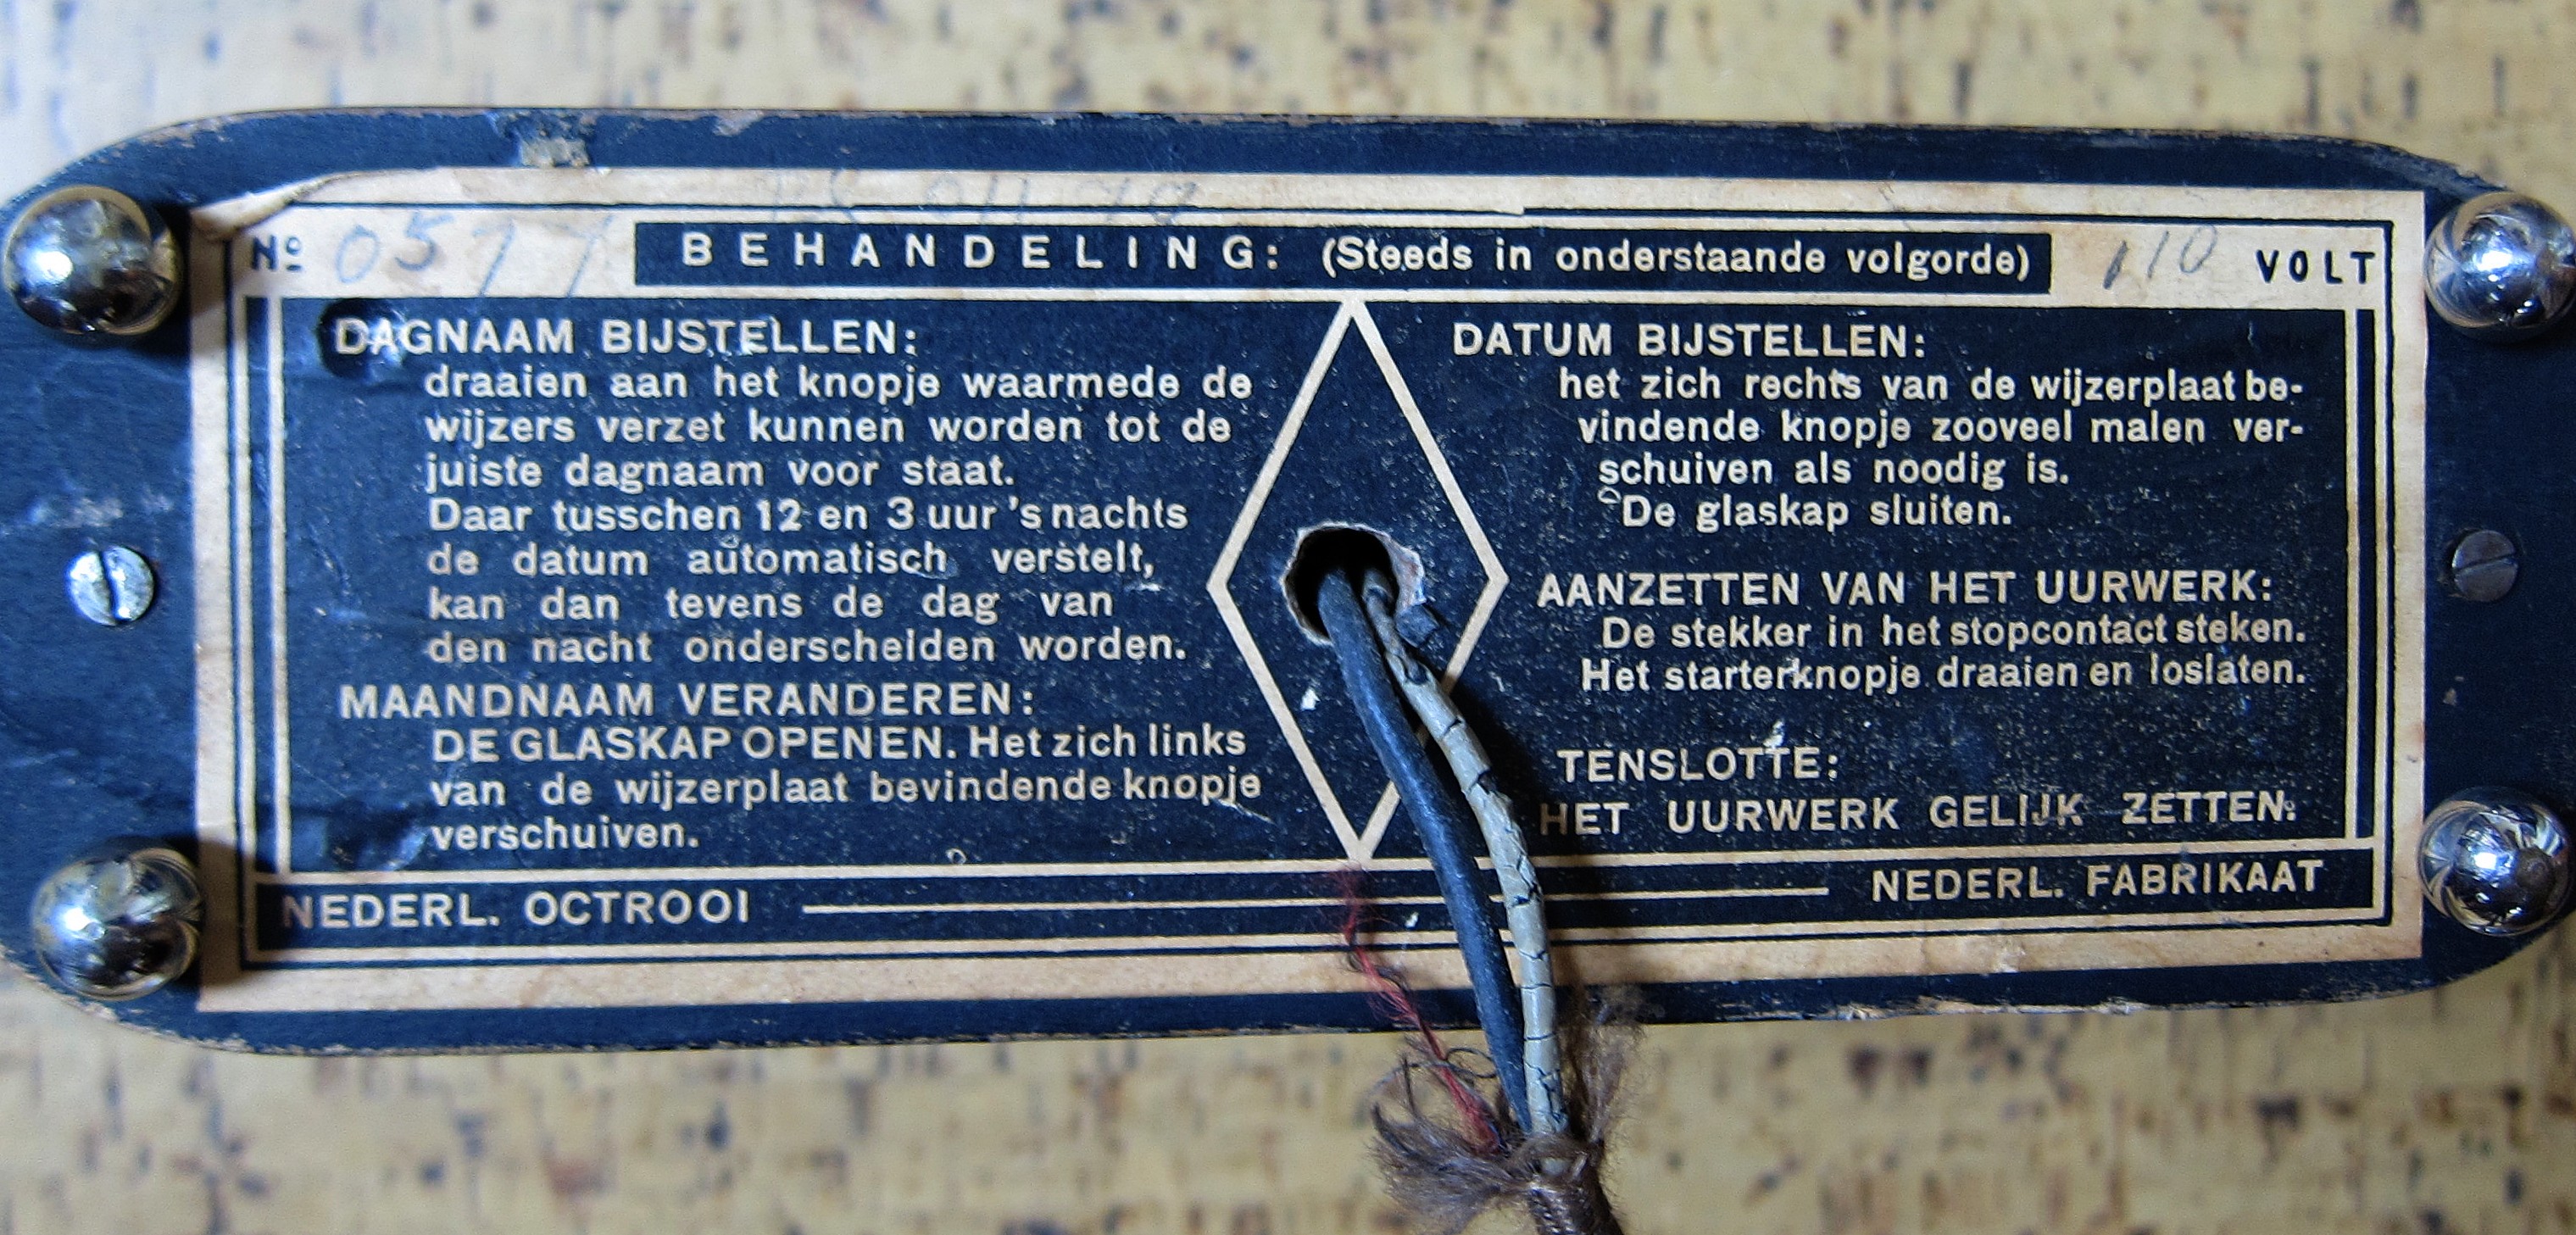 Nº 0577 BEHANDELING: (Steeds in onderstaande volgorde) 110 VOLT
DAGNAAM BIJSTELLEN:
draaien aan het knopje waarmede de
wijzers verzet kunnen worden tot de
juiste dagnaam voor staat.
Daar tusschen 12 en 3 uur 's nachts
de datum automatisch verstelt,
kan dan tevens de dag van
den nacht onderscheiden worden.
MAANDNAAM VERANDEREN:
DE GLASKAP OPENEN. Het zich links
van de wijzerplaat bevindende knopje
verschuiven.
DATUM BIJSTELLEN:
het zich rechts van de wijzerplaat be-
vindende knopje zooveel malen ver-
schuiven als noodig is.
De glaskap sluiten.
AANZETTEN VAN HET UURWERK:
De stekker in het stopcontact steken.
Het starterknopje draaien en loslaten.
TENSLOTTE:
HET UURWERK GELIJK ZETTEN.
NEDERL. OCTROOI
NEDERL. FABRIKAAT